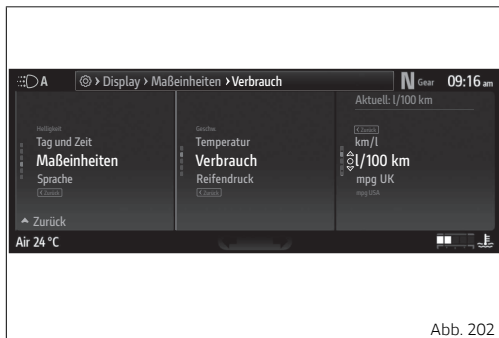 A
> Display > Maßeinheiten > Verbrauch
N Gear
09:16 am
Helligkeit
Tag und Zeit
Maßeinheiten
Sprache
Zurück
Zurück
Temperatur
Verbrauch
Reifendruck
Zurück
Aktuell: l/100 km
Zurück
km/l
l/100 km
mpg UK
mpg USA
Air 24 °C
Abb. 202